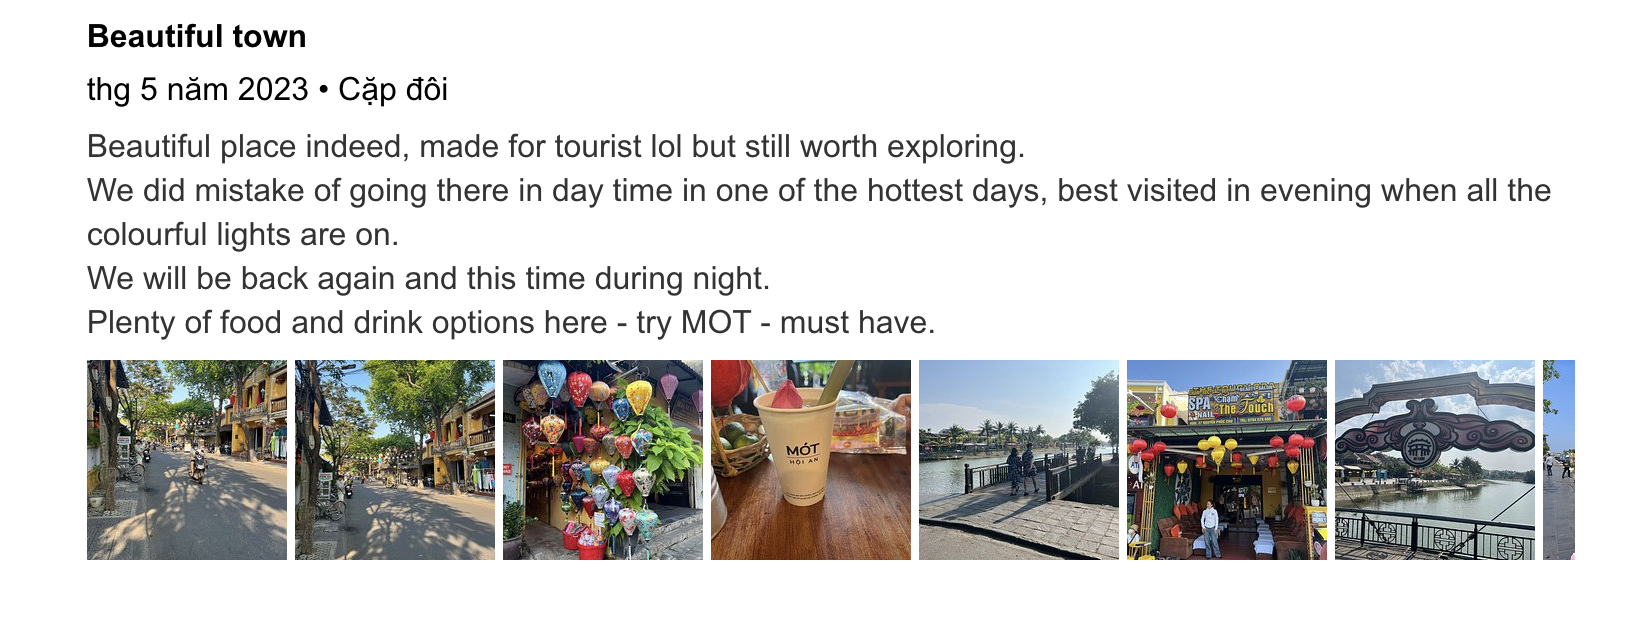 Beautiful town
thg 5 năm 2023 • Cặp đôi
Beautiful place indeed, made for tourist lol but still worth exploring.
We did mistake of going there in day time in one of the hottest days, best visited in evening when all the
colourful lights are on.
We will be back again and this time during night.
Plenty of food and drink options here - try MOT - must have.
MÓT
HỘI AN
SPA
NAIL
Chạm
The Touch